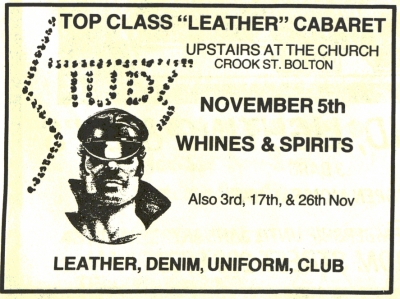 TOP CLASS "LEATHER" CABARET
UPSTAIRS AT THE CHURCH
CROOK ST. BOLTON
STUDS
NOVEMBER 5th
WHINES & SPIRITS
Also 3rd, 17th, & 26th Nov
LEATHER, DENIM, UNIFORM, CLUB